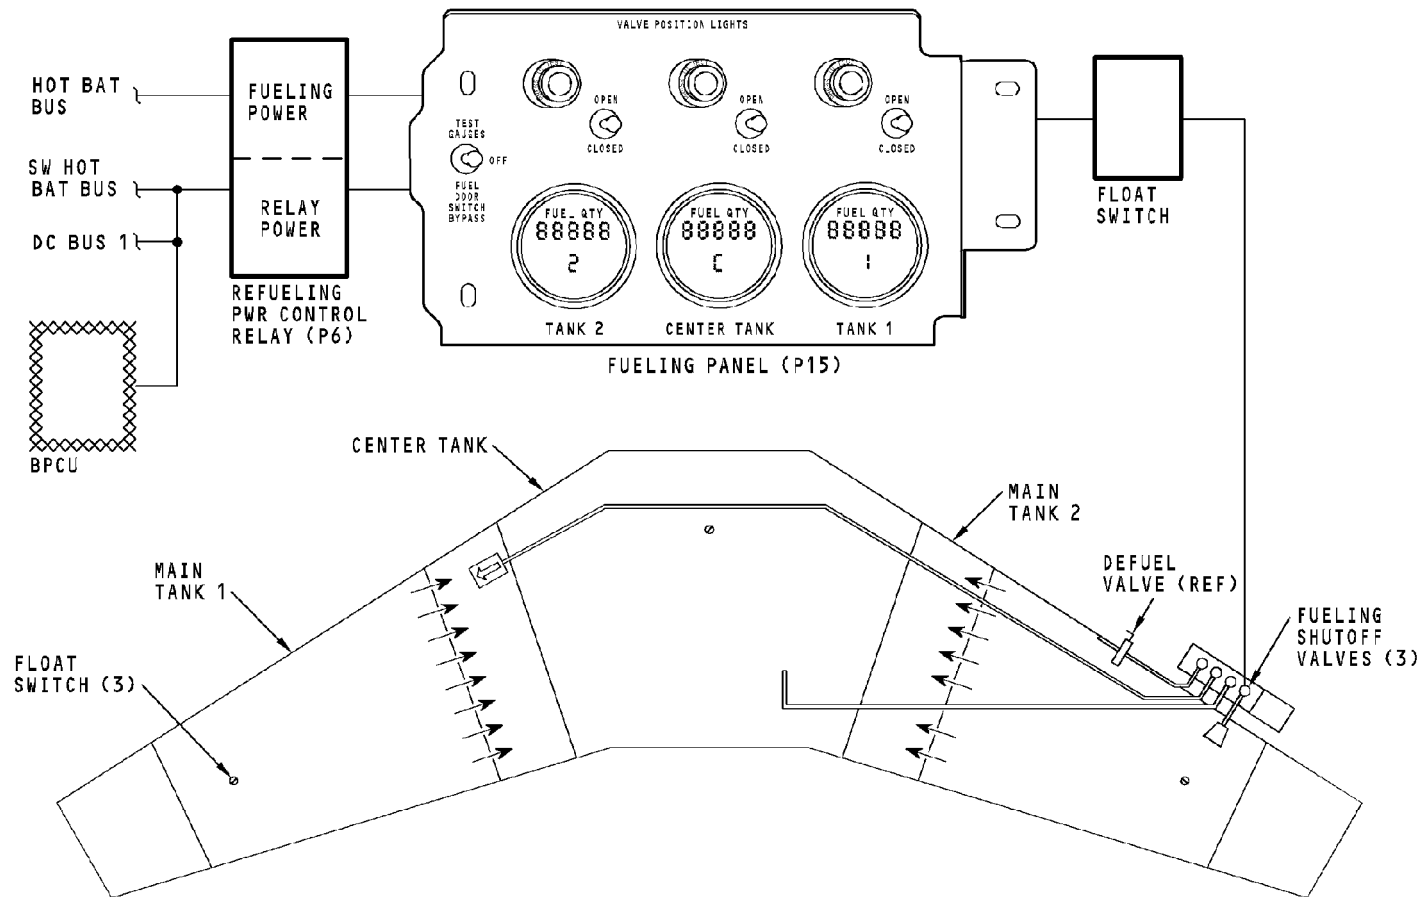 VALVE POSITION LIGHTS
HOT BAT
BUS
FUELING
POWER
OPEN
OPEN
OPEN
TEST
GAUGES
OFF
CLOSED
CLOSED
CLOSED
SW HOT
BAT BUS
FUEL
DOOR
SWITCH
BYPASS
RELAY
POWER
FLOAT
SWITCH
DC BUS 1
FUEL QTY
88888
2
FUEL QTY
88888
C
FUEL QTY
88888
1
REFUELING
PWR CONTROL
RELAY (P6)
TANK 2
CENTER TANK
TANK 1
FUELING PANEL (P15)
BPCU
CENTER TANK
MAIN
TANK 2
MAIN
TANK 1
DEFUEL
VALVE (REF)
FUELING
SHUTOFF
VALVES (3)
FLOAT
SWITCH (3)